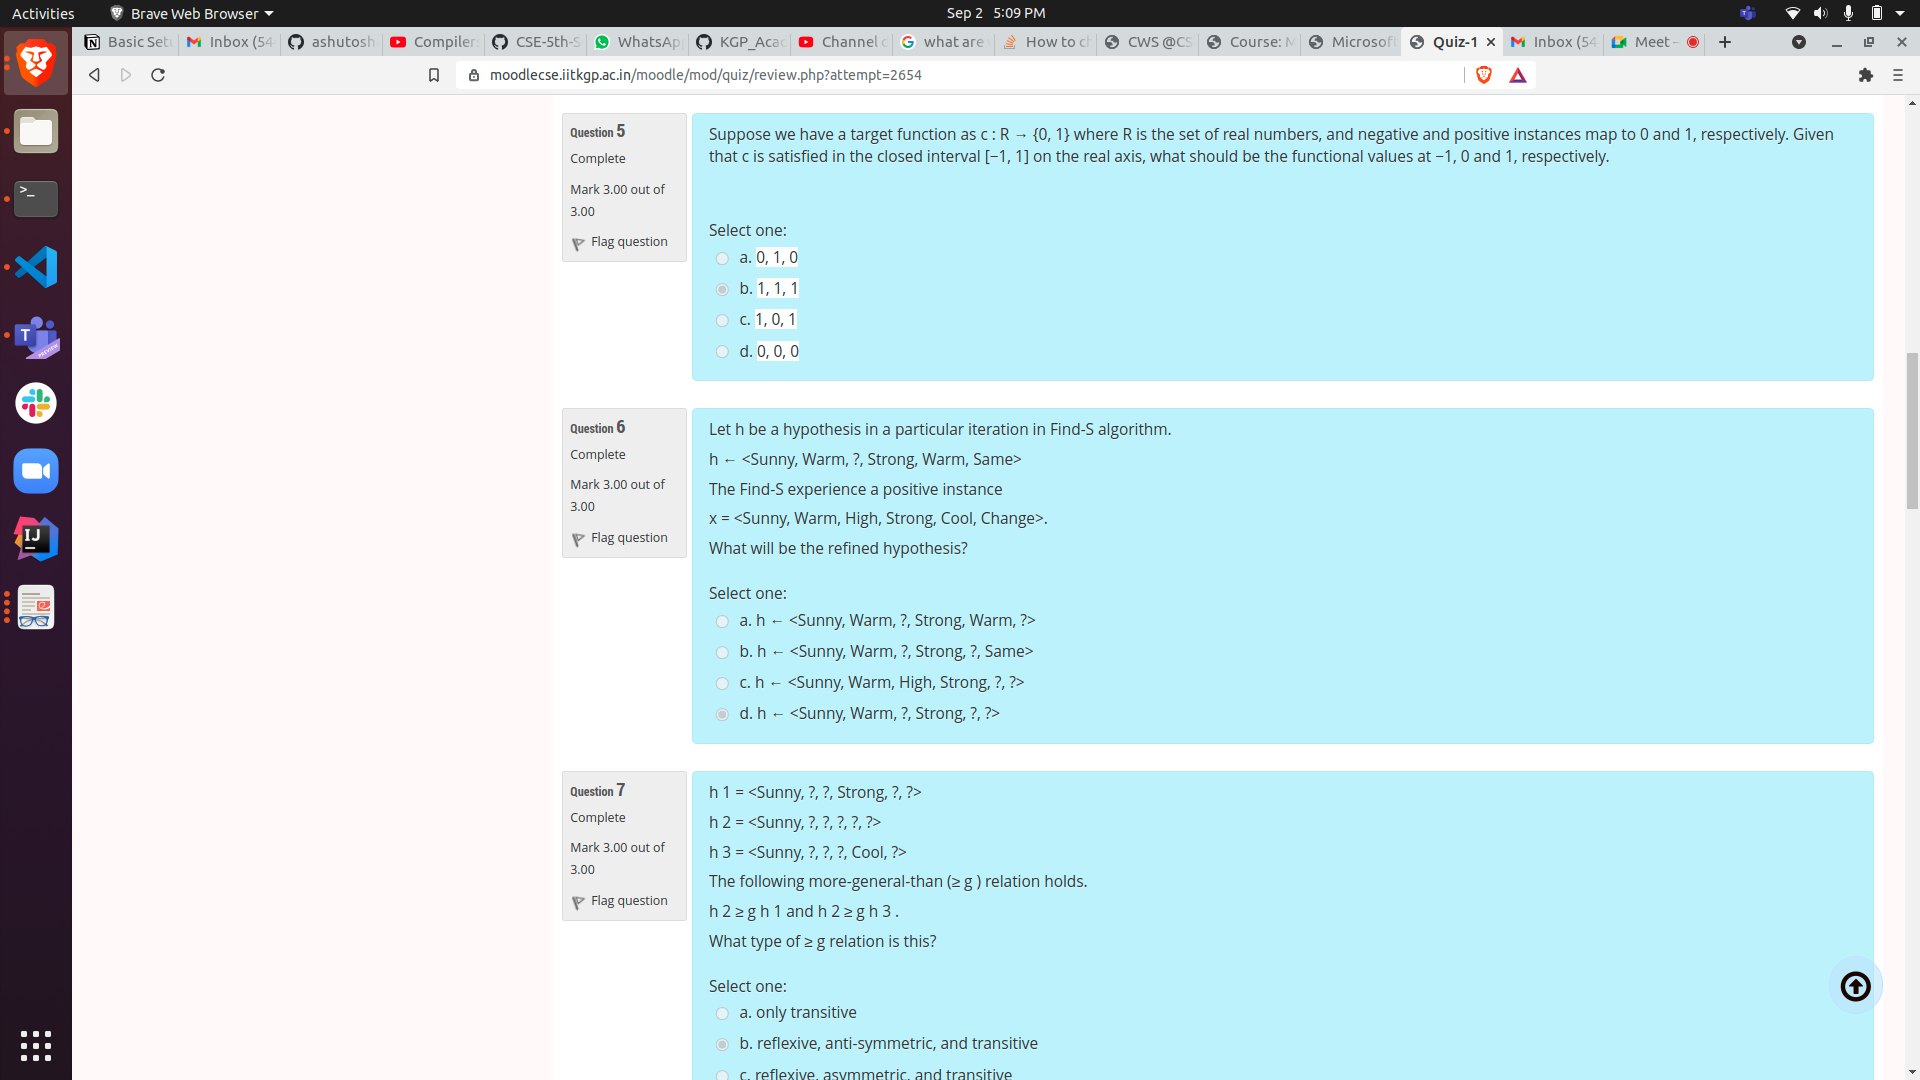 Activities
Brave Web Browser
Sep 2 5:09 PM
Basic Set
Inbox (54
ashutosh
Compiler
CSE-5th-S
WhatsAp
KGP_Aca
Channel
what are
How to c
CWS @CS
Course: M
Microsof
Quiz-1
Inbox (54
Meet -
moodlecse.iitkgp.ac.in/moodle/mod/quiz/review.php?attempt=2654
Question 5
Complete
Mark 3.00 out of
3.00
Flag question
Suppose we have a target function as c : R → {0, 1} where R is the set of real numbers, and negative and positive instances map to 0 and 1, respectively. Given
that c is satisfied in the closed interval [−1, 1] on the real axis, what should be the functional values at −1, 0 and 1, respectively.
Select one:
a. 0, 1, 0
b. 1, 1, 1
c. 1, 0, 1
d. 0, 0, 0
Question 6
Complete
Mark 3.00 out of
3.00
Flag question
Let h be a hypothesis in a particular iteration in Find-S algorithm.
h ← <Sunny, Warm, ?, Strong, Warm, Same>
The Find-S experience a positive instance
x = <Sunny, Warm, High, Strong, Cool, Change>.
What will be the refined hypothesis?
Select one:
a. h ← <Sunny, Warm, ?, Strong, Warm, ?>
b. h ← <Sunny, Warm, ?, Strong, ?, Same>
c. h ← <Sunny, Warm, High, Strong, ?, ?>
d. h ← <Sunny, Warm, ?, Strong, ?, ?>
Question 7
Complete
Mark 3.00 out of
3.00
Flag question
h 1 = <Sunny, ?, ?, Strong, ?, ?>
h 2 = <Sunny, ?, ?, ?, ?, ?>
h 3 = <Sunny, ?, ?, ?, Cool, ?>
The following more-general-than (≥ g ) relation holds.
h 2 ≥ g h 1 and h 2 ≥ g h 3 .
What type of ≥ g relation is this?
Select one:
a. only transitive
b. reflexive, anti-symmetric, and transitive
c. reflexive, asymmetric, and transitive